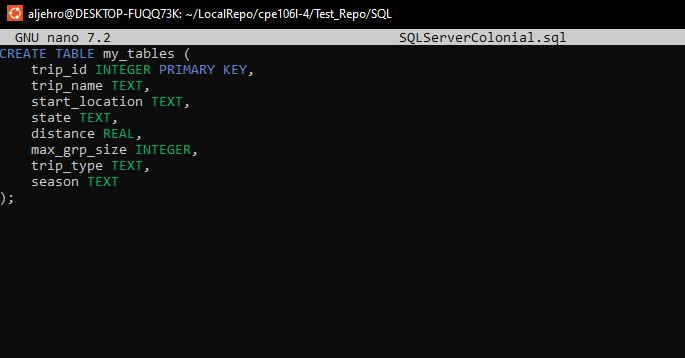 aljehro@DESKTOP-FUQQ73K: ~/LocalRepo/cpe106l-4/Test_Repo/SQL
GNU nano 7.2 SQLServerColonial.sql
CREATE TABLE my_tables (
    trip_id INTEGER PRIMARY KEY,
    trip_name TEXT,
    start_location TEXT,
    state TEXT,
    distance REAL,
    max_grp_size INTEGER,
    trip_type TEXT,
    season TEXT
);